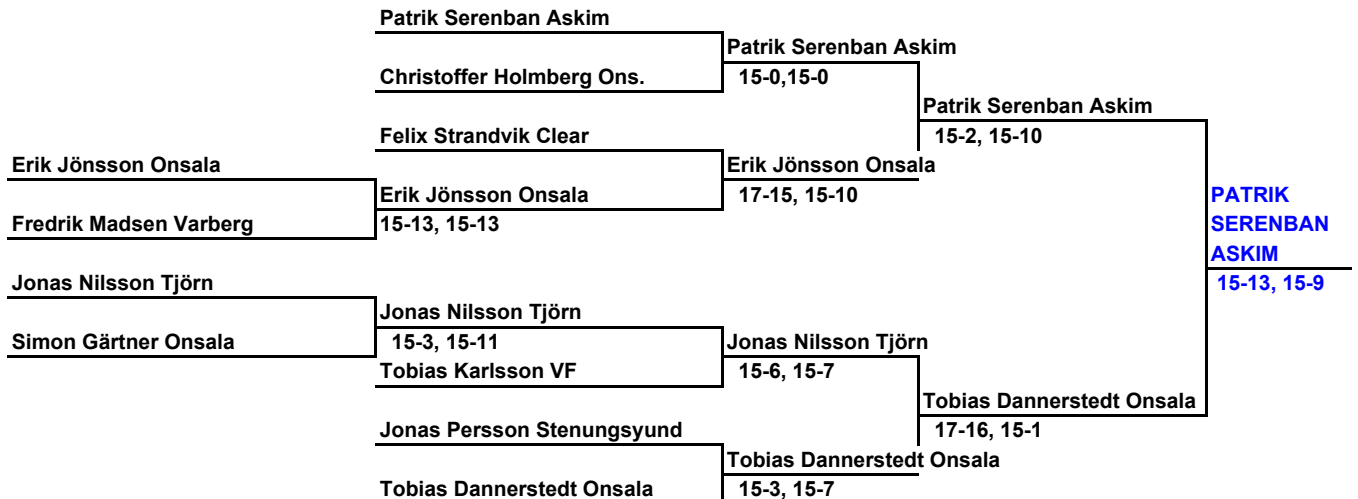 Patrik Serenban Askim
Patrik Serenban Askim
Christoffer Holmberg Ons.
15-0,15-0
Patrik Serenban Askim
Felix Strandvik Clear
15-2, 15-10
Erik Jönsson Onsala
Erik Jönsson Onsala
Erik Jönsson Onsala
17-15, 15-10
PATRIK
Fredrik Madsen Varberg
15-13, 15-13
SERENBAN
ASKIM
Jonas Nilsson Tjörn
15-13, 15-9
Jonas Nilsson Tjörn
Simon Gärtner Onsala
15-3, 15-11
Jonas Nilsson Tjörn
Tobias Karlsson VF
15-6, 15-7
Tobias Dannerstedt Onsala
Jonas Persson Stenungsyund
17-16, 15-1
Tobias Dannerstedt Onsala
Tobias Dannerstedt Onsala
15-3, 15-7